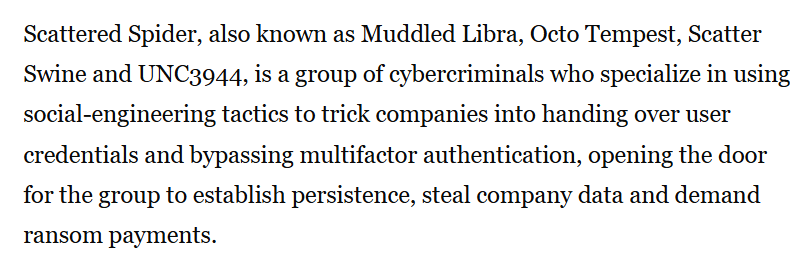 Scattered Spider, also known as Muddled Libra, Octo Tempest, Scatter
Swine and UNC3944, is a group of cybercriminals who specialize in using
social-engineering tactics to trick companies into handing over user
credentials and bypassing multifactor authentication, opening the door
for the group to establish persistence, steal company data and demand
ransom payments.